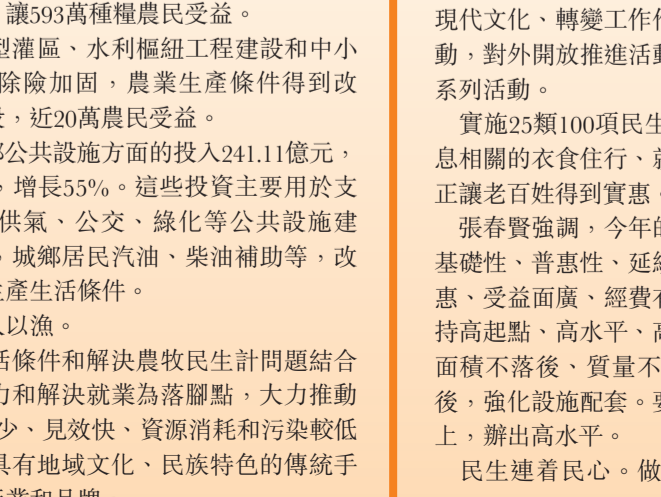 讓593萬種糧農民受益。
型灌區、水利樞紐工程建設和中小
除險加固，農業生產條件得到改
，近20萬農民受益。
公共設施方面的投入241.11億元，
，增長55%。這些投資主要用於支
供氣、公交、綠化等公共設施建
，城鄉居民汽油、柴油補助等，改
生產生活條件。
人以漁。
活條件和解決農牧民生計問題結合
力和解決就業為落腳點，大力推動
少、見效快、資源消耗和污染較低
具有地域文化、民族特色的傳統手
業和品牌
現代文化、轉變工作作
動，對外開放推進活動
系列活動。
實施25類100項民生
息相關的衣食住行、就
正讓老百姓得到實惠
張春賢強調，今年的
基礎性、普惠性、延續
惠、受益面廣、經費有
持高起點、高水平、高
面積不落後、質量不
後，強化設施配套。要
上，辦出高水平。
民生連着民心。做